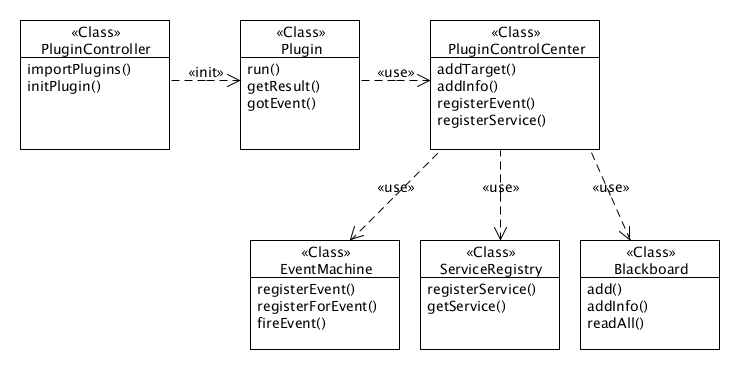 «Class»
PluginController
importPlugins()
initPlugin()
«init»
«Class»
Plugin
run()
getResult()
gotEvent()
«use»
«Class»
PluginControlCenter
addTarget()
addInfo()
registerEvent()
registerService()
«use»
«use»
«use»
«Class»
EventMachine
registerEvent()
registerForEvent()
fireEvent()
«Class»
ServiceRegistry
registerService()
getService()
«Class»
Blackboard
add()
addInfo()
readAll()